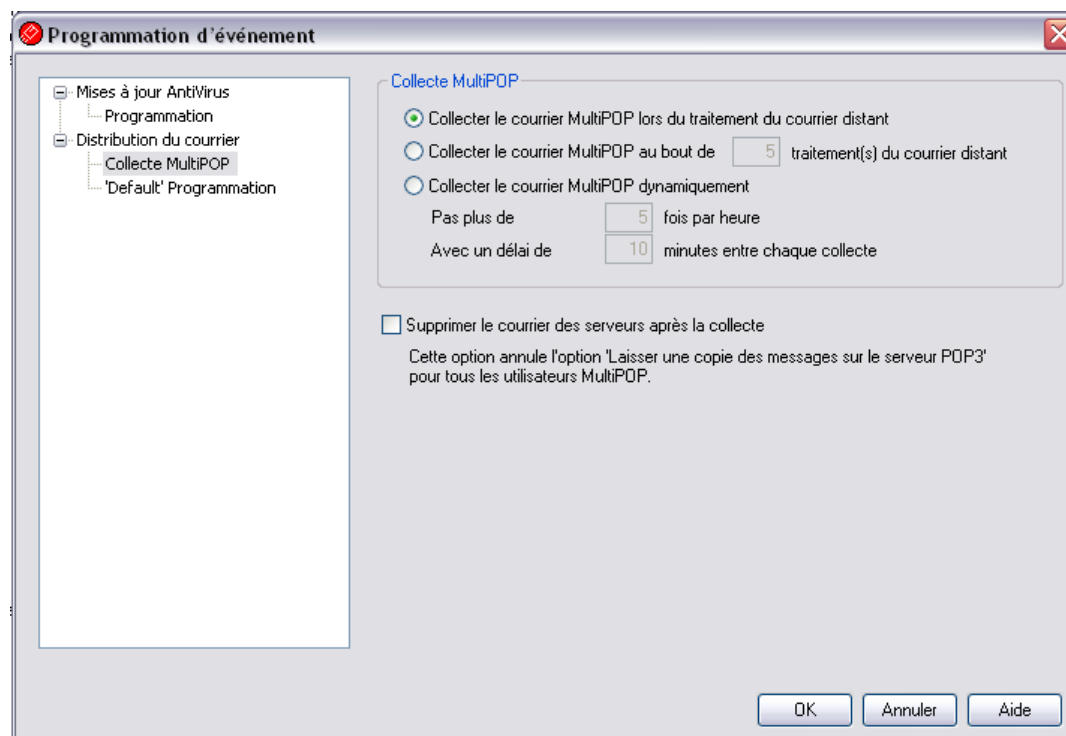 Programmation d'événement
Mises à jour AntiVirus
Programmation
Distribution du courrier
Collecte MultiPOP
'Default' Programmation
Collecte MultiPOP
Collecter le courrier MultiPOP lors du traitement du courrier distant
Collecter le courrier MultiPOP au bout de 5 traitement(s) du courrier distant
Collecter le courrier MultiPOP dynamiquement
Pas plus de 5 fois par heure
Avec un délai de 10 minutes entre chaque collecte
Supprimer le courrier des serveurs après la collecte
Cette option annule l'option 'Laisser une copie des messages sur le serveur POP3'
pour tous les utilisateurs MultiPOP.
OK Annuler Aide